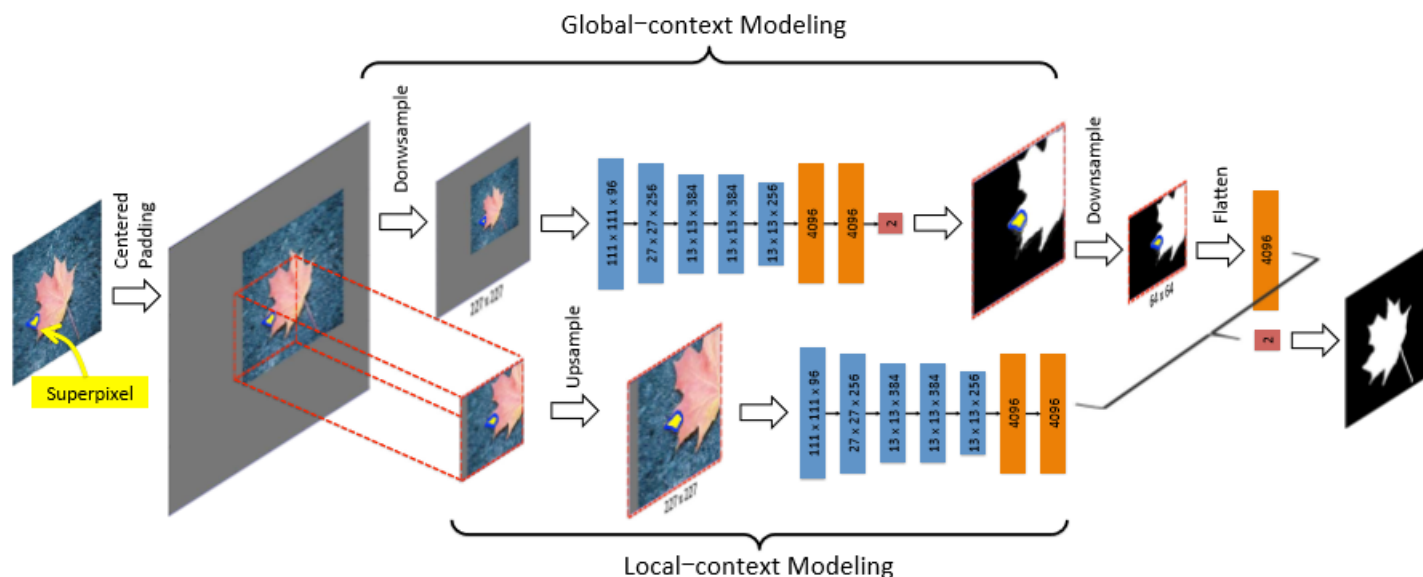 Global-context Modeling
Centered
Padding
Superpixel
Donwsample
227 x 227
111 x 111 x 96
27 x 27 x 256
13 x 13 x 384
13 x 13 x 384
13 x 13 x 256
4096
4096
2
Downsample
64 x 64
Flatten
4096
2
Upsample
227 x 227
111 x 111 x 96
27 x 27 x 256
13 x 13 x 384
13 x 13 x 384
13 x 13 x 256
4096
4096
Local-context Modeling